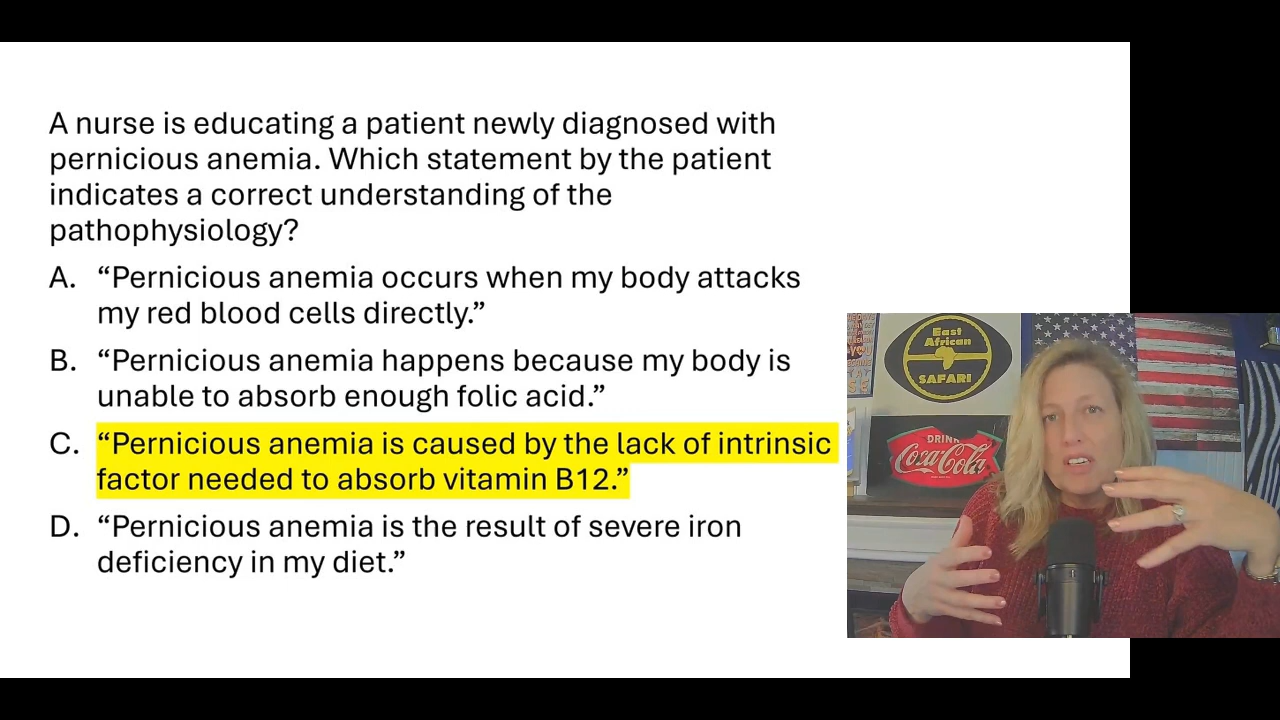 A nurse is educating a patient newly diagnosed with
pernicious anemia. Which statement by the patient
indicates a correct understanding of the
pathophysiology?
A. “Pernicious anemia occurs when my body attacks
my red blood cells directly.”
B. “Pernicious anemia happens because my body is
unable to absorb enough folic acid.”
C. “Pernicious anemia is caused by the lack of intrinsic
factor needed to absorb vitamin B12.”
D. “Pernicious anemia is the result of severe iron
deficiency in my diet.”
East
African
SAFARI
DRINK
Coca-Cola